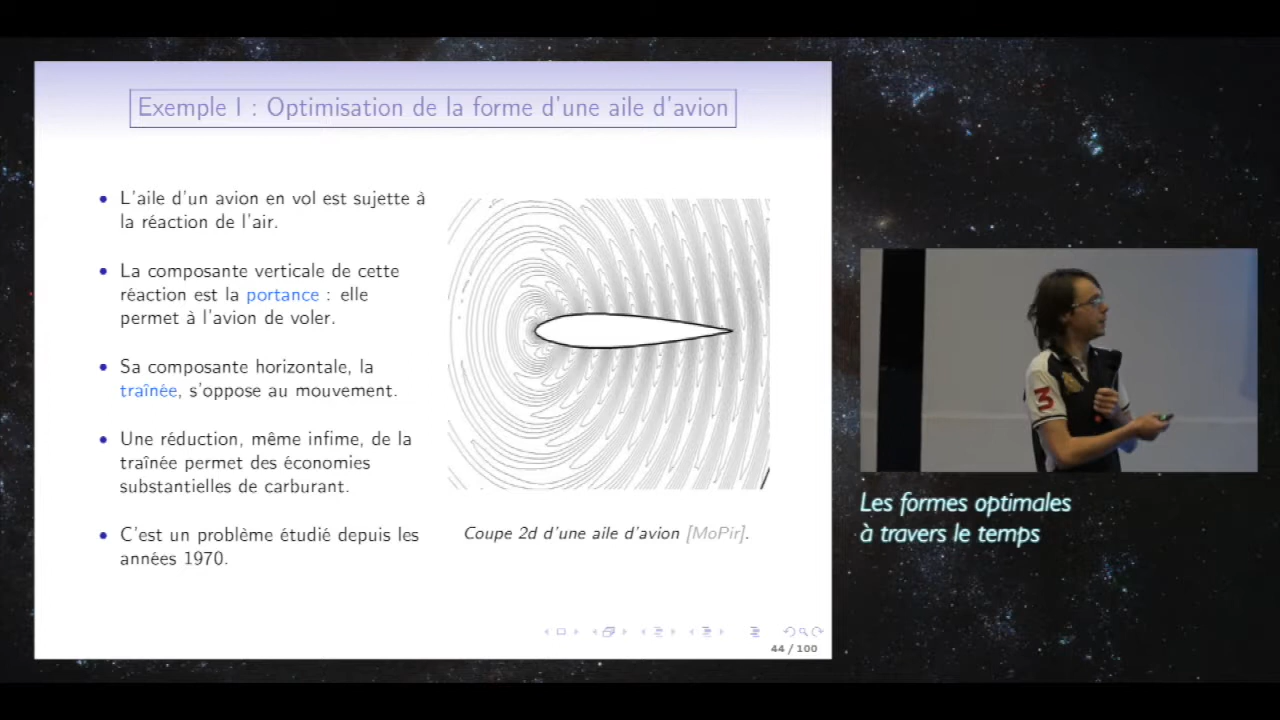 Exemple I : Optimisation de la forme d'une aile d'avion
• L'aile d'un avion en vol est sujette à
la réaction de l'air.
• La composante verticale de cette
réaction est la portance : elle
permet à l'avion de voler.
• Sa composante horizontale, la
traînée, s'oppose au mouvement.
• Une réduction, même infime, de la
traînée permet des économies
substantielles de carburant.
• C'est un problème étudié depuis les
années 1970.
Coupe 2d d'une aile d'avion [MoPir].
44 / 100
3
Les formes optimales
à travers le temps